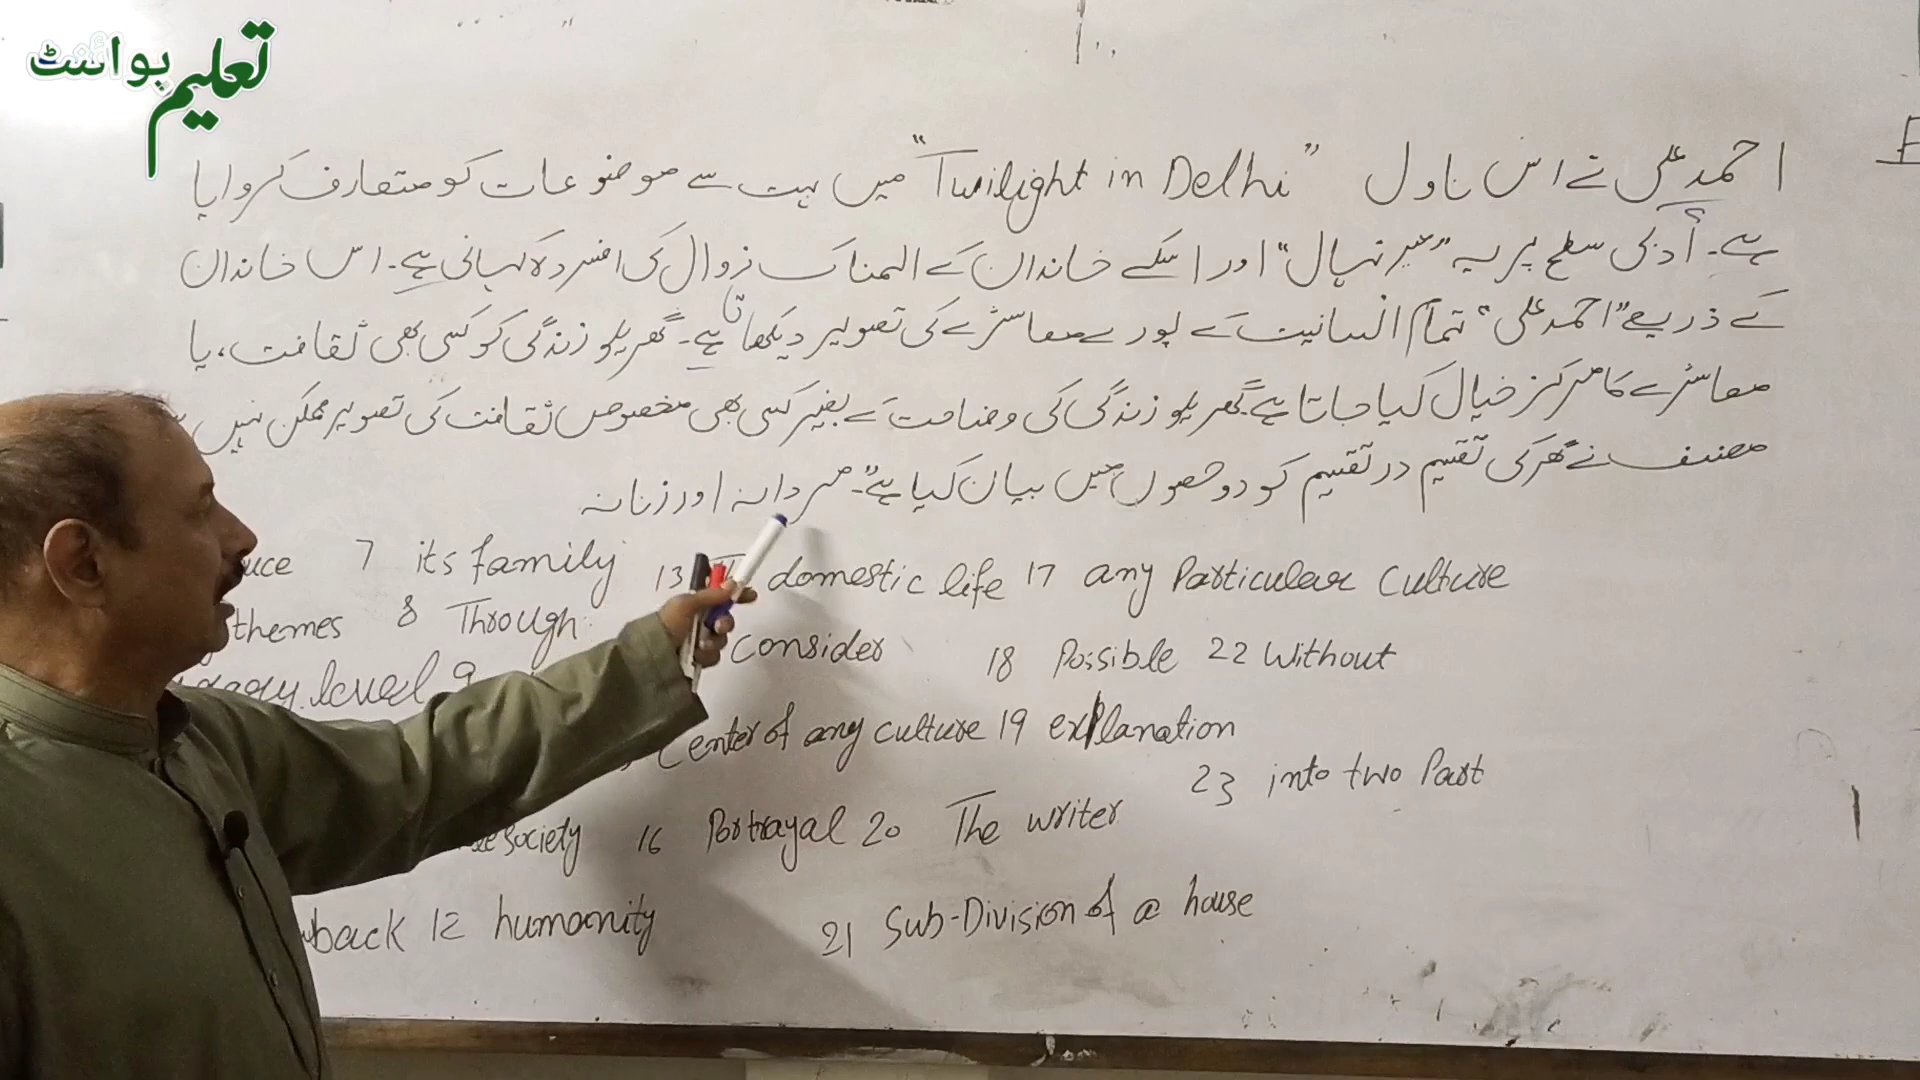 تعلیم پوائنٹ
احمد علی نے اس ناول "Twilight in Delhi" میں بہت سے موضوعات کو متعارف کروایا
ہے۔ ادبی سطح پر یہ "میر نہال" اور اسکے خاندان کے المناک زوال کی افسردہ کہانی ہے۔ اس خاندان
کے ذریعے "احمد علی" تمام انسانیت کے پورے معاشرے کی تصویر دیکھاتا ہے۔ گھریلو زندگی کو کسی بھی ثقافت، یا
معاشرے کا مرکز خیال کیا جاتا ہے۔ گھریلو زندگی کی وضاحت کے بغیر کسی بھی مخصوص ثقافت کی تصویر ممکن نہیں
مصنف نے گھر کی تقسیم در تقسیم کو دو حصوں میں بیان کیا ہے"۔ مردانہ اور زنانہ
uce 7 its family 13 domestic life 17 any Particular Culture
themes 8 Through Consider 18 Possible 22 Without
level 9
Center of any culture 19 explanation
23 into two Part
society 16 Portrayal 20 The writer
back 12 humanity 21 Sub-Division of a house